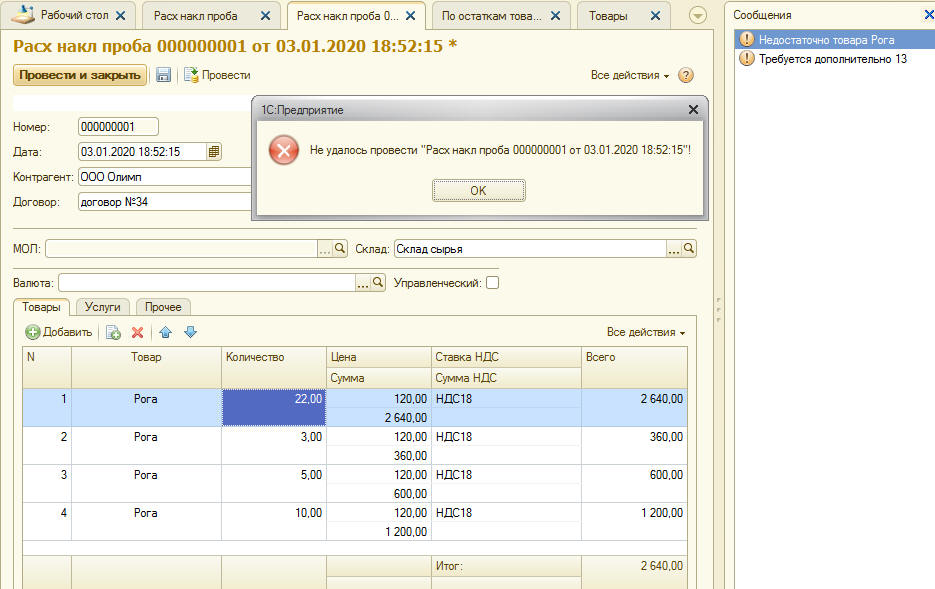 Рабочий стол
Расх накл проба
Расх накл проба 0...
По остаткам това...
Товары
Сообщения
Расх накл проба 000000001 от 03.01.2020 18:52:15 *
Недостаточно товара Рога
Требуется дополнительно 13
Провести и закрыть
Провести
Все действия
?
1С:Предприятие
Не удалось провести "Расх накл проба 000000001 от 03.01.2020 18:52:15"!
OK
Номер: 000000001
Дата: 03.01.2020 18:52:15
Контрагент: ООО Олимп
Договор: договор №34
МОЛ: ... Склад: Склад сырья ...
Валюта: ... Управленческий:
Товары Услуги Прочее
Добавить Все действия
N Товар Количество Цена Ставка НДС Всего
Сумма Сумма НДС
1 Рога 22,00 120,00 НДС18 2 640,00
2 640,00
2 Рога 3,00 120,00 НДС18 360,00
360,00
3 Рога 5,00 120,00 НДС18 600,00
600,00
4 Рога 10,00 120,00 НДС18 1 200,00
1 200,00
Итог: 2 640,00